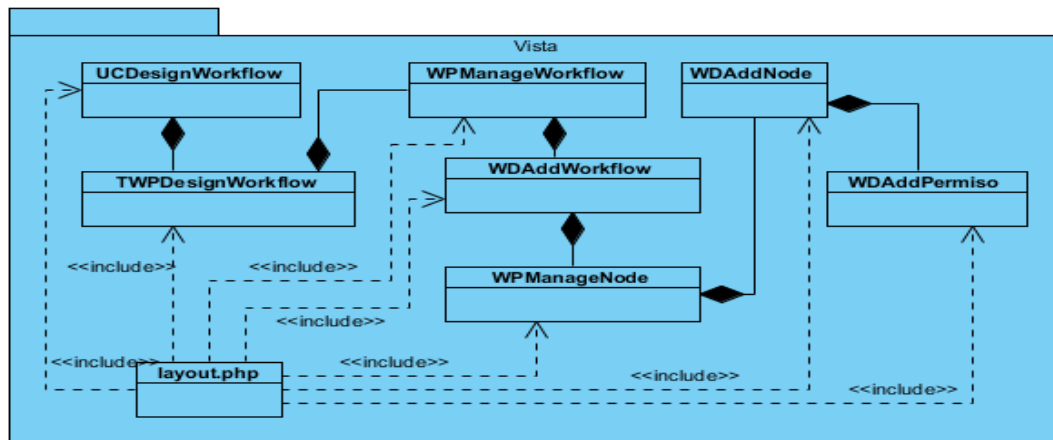 Vista
UCDesignWorkflow
WPManageWorkflow
WDAddNode
TWPDesignWorkflow
WDAddWorkflow
WDAddPermiso
<<include>>
<<include>>
WPManageNode
<<include>>
<<include>>
<<include>>
<<include>>
<<include>>
layout.php